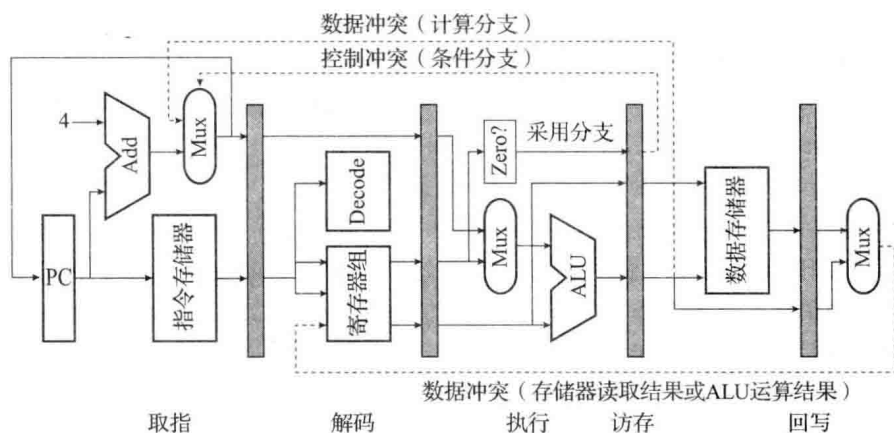 数据冲突（计算分支）
控制冲突（条件分支）
4
Add
Mux
Zero?
采用分支
Decode
PC
指令存储器
寄存器组
Mux
ALU
数据存储器
Mux
数据冲突（存储器读取结果或ALU运算结果）
取指
解码
执行
访存
回写